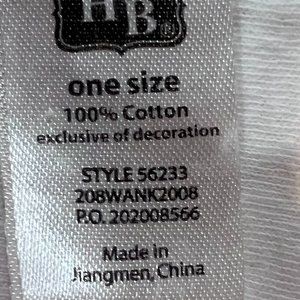 HB®
one size
100% Cotton
exclusive of decoration
STYLE 56233
208WANK2008
P.O. 202008566
Made in
Jiangmen, China